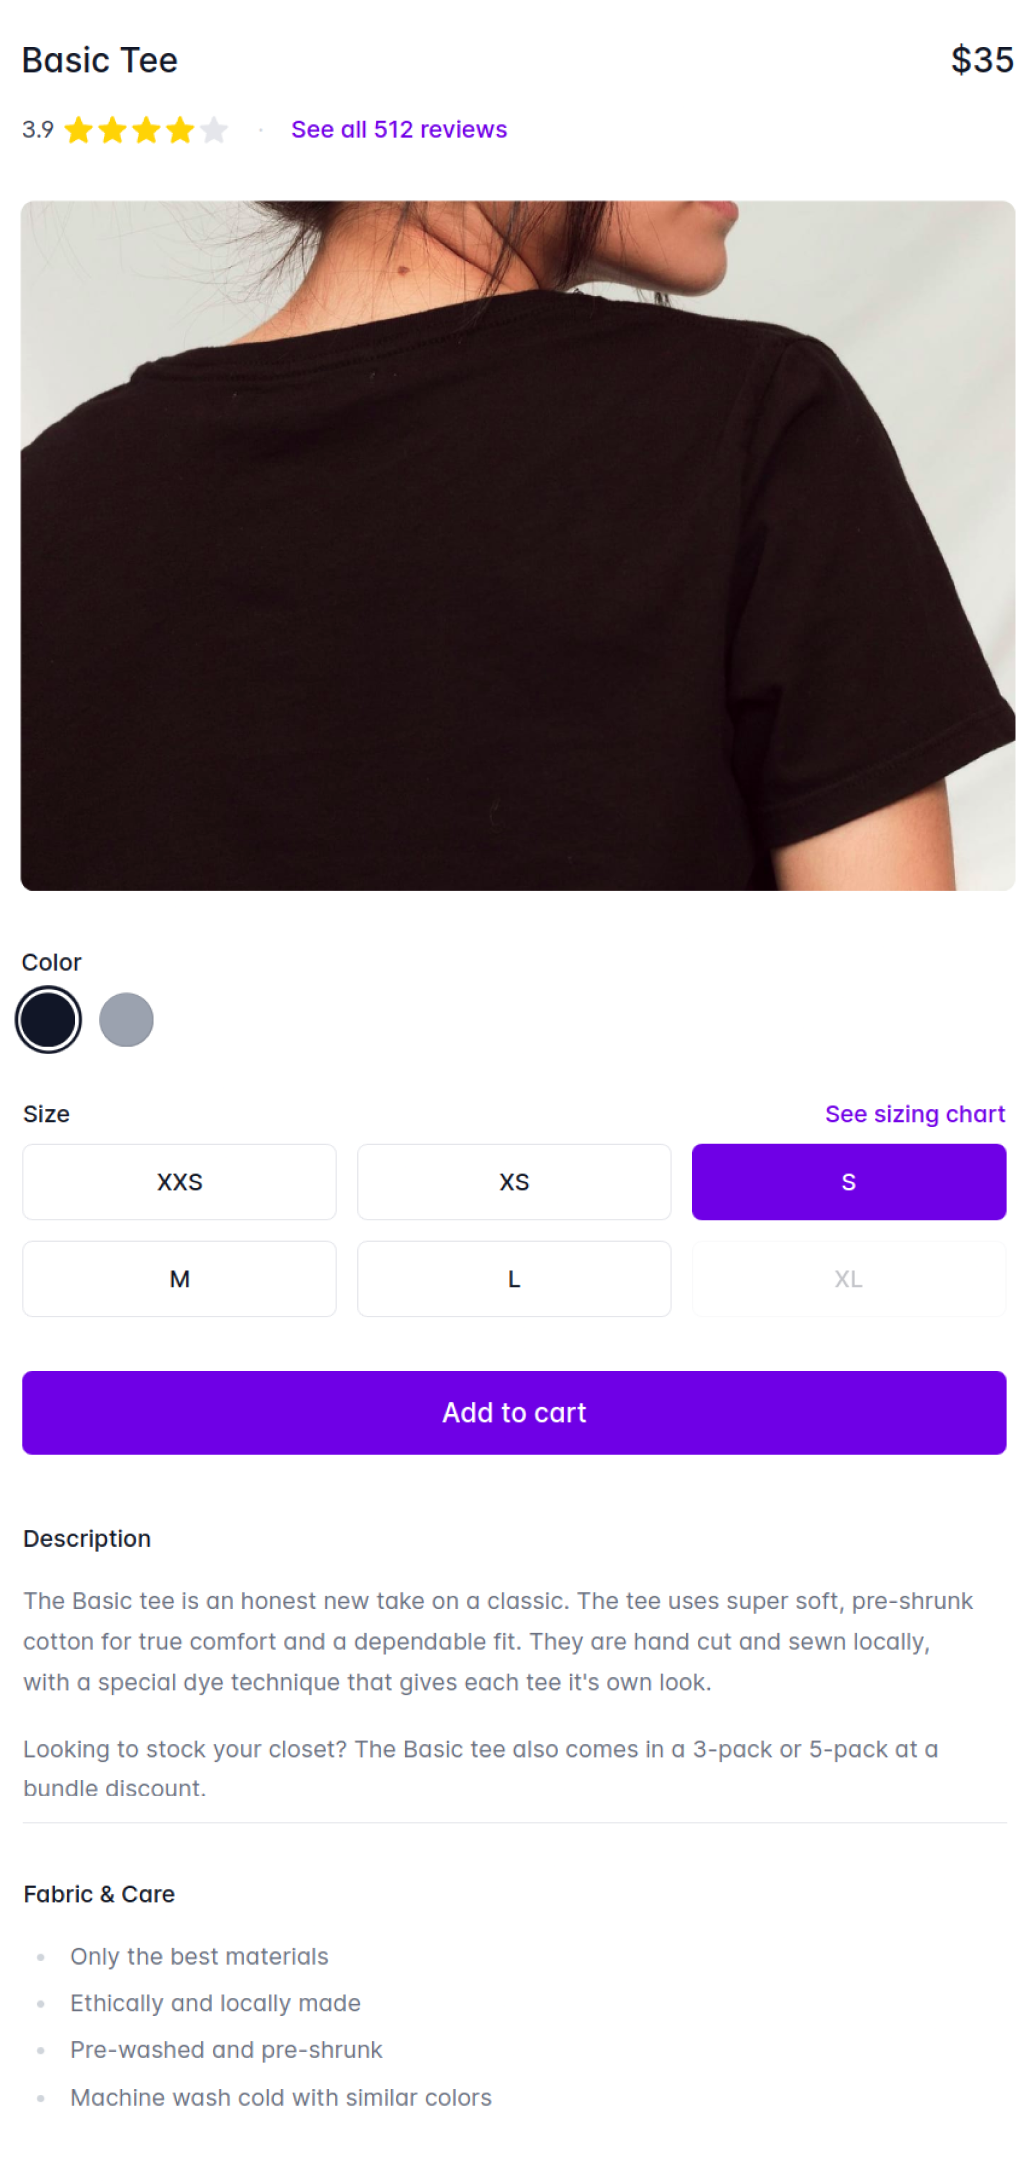 Basic Tee
$35
3.9
See all 512 reviews
Color
Size
See sizing chart
XXS
XS
S
M
L
XL
Add to cart
Description
The Basic tee is an honest new take on a classic. The tee uses super soft, pre-shrunk
cotton for true comfort and a dependable fit. They are hand cut and sewn locally,
with a special dye technique that gives each tee it's own look.
Looking to stock your closet? The Basic tee also comes in a 3-pack or 5-pack at a
bundle discount.
Fabric & Care
Only the best materials
Ethically and locally made
Pre-washed and pre-shrunk
Machine wash cold with similar colors